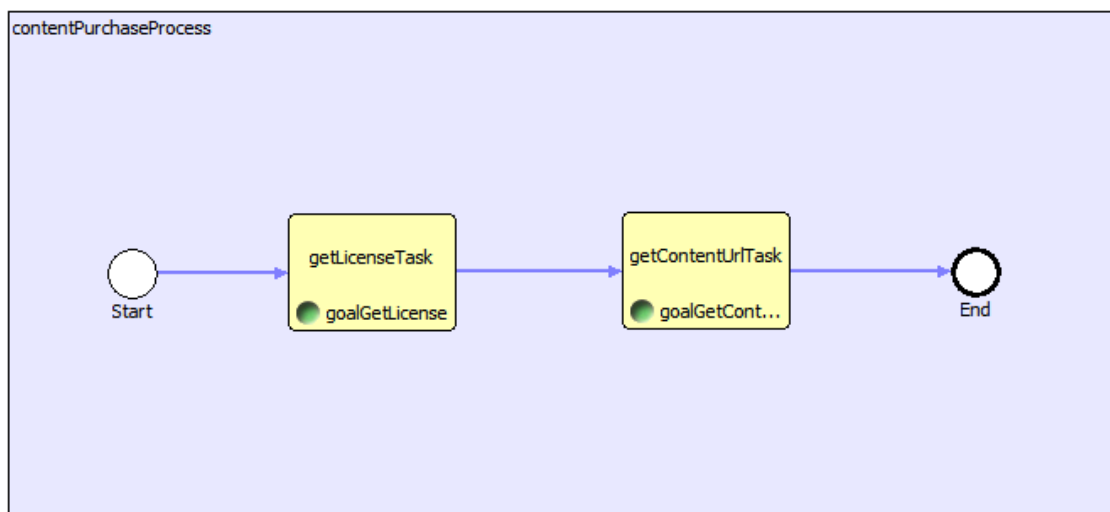 contentPurchaseProcess
Start
getLicenseTask
goalGetLicense
getContentUrlTask
goalGetCont...
End